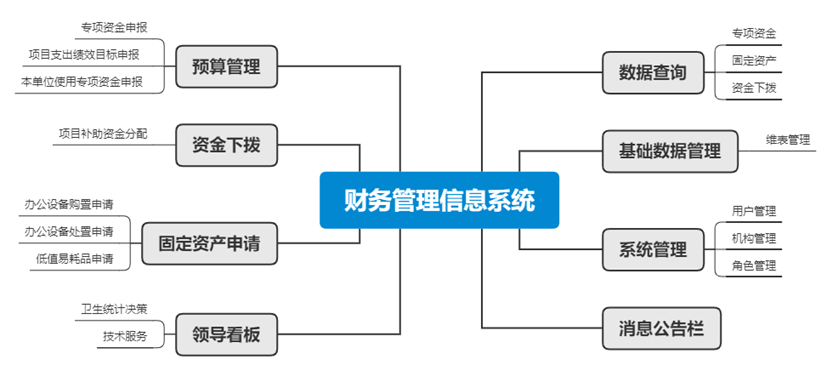 专项资金申报
项目支出绩效目标申报
本单位使用专项资金申报
预算管理
项目补助资金分配
资金下拨
办公设备购置申请
办公设备处置申请
低值易耗品申请
固定资产申请
卫生统计决策
技术服务
领导看板
财务管理信息系统
数据查询
专项资金
固定资产
资金下拨
基础数据管理
维表管理
系统管理
用户管理
机构管理
角色管理
消息公告栏